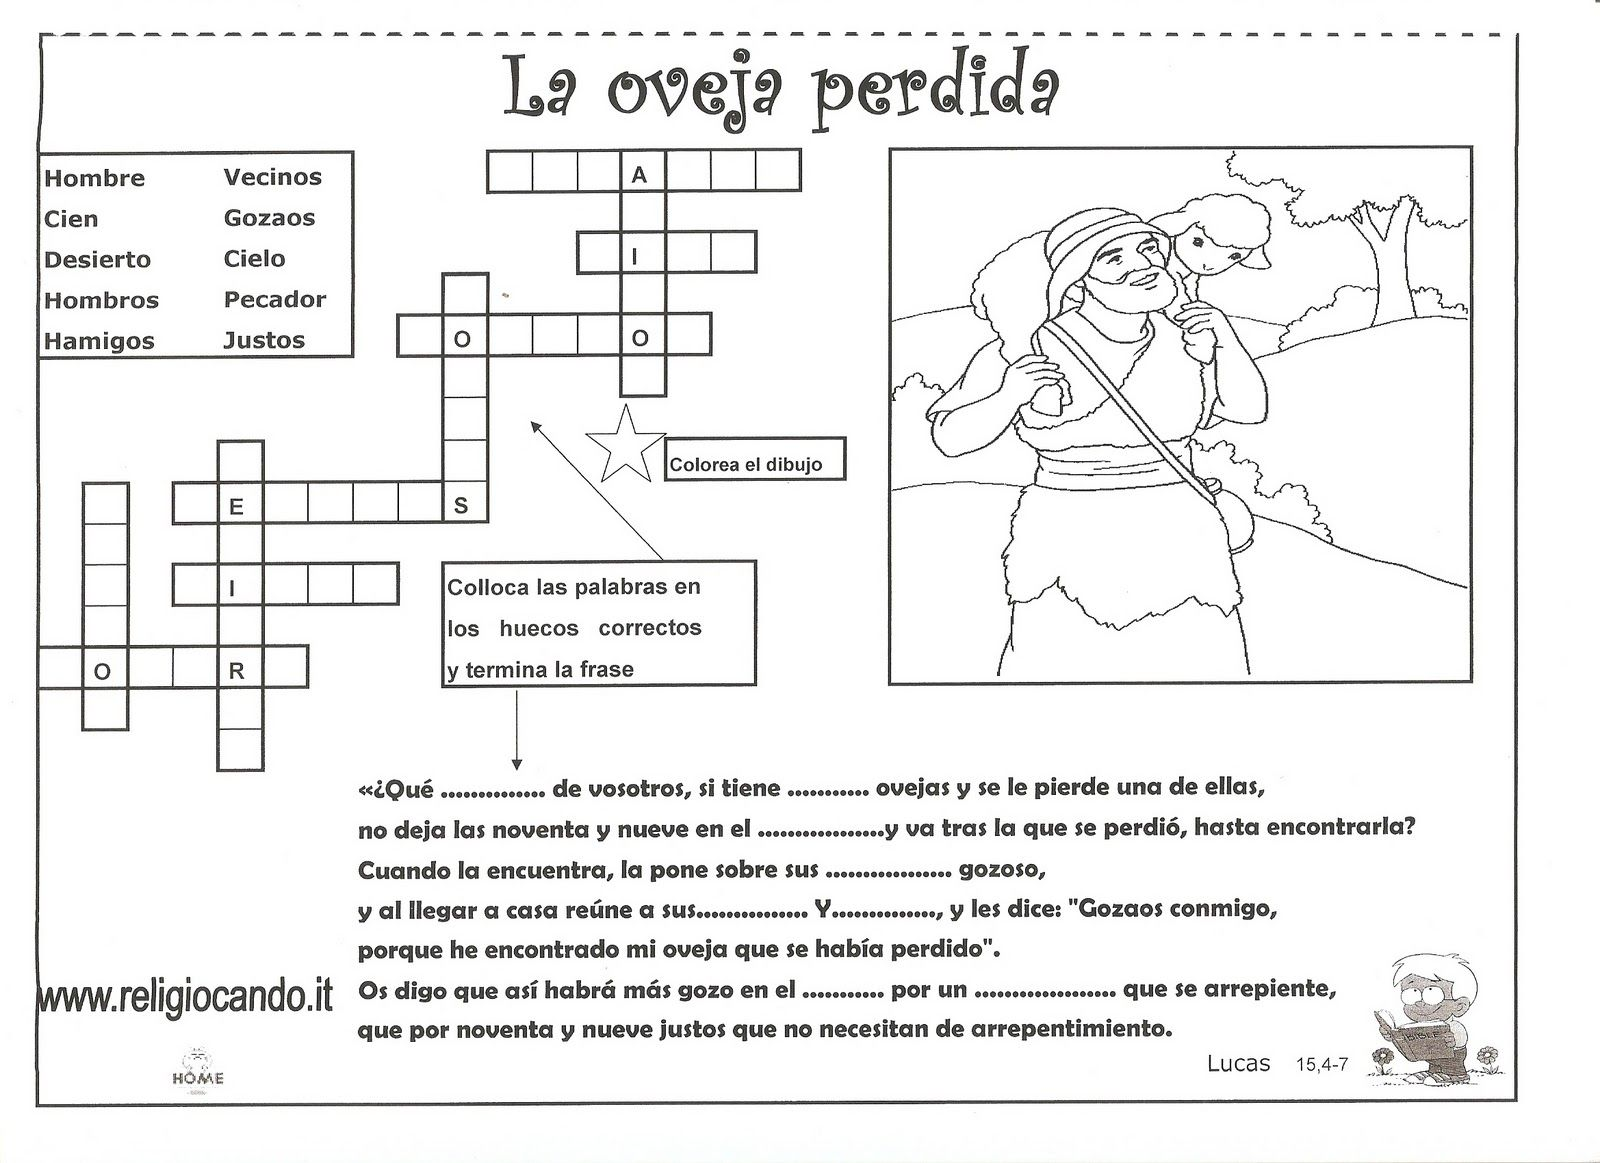 La oveja perdida
Hombre Vecinos
Cien Gozaos
Desierto Cielo
Hombros Pecador
Hamigos Justos
A
I
O O
E S
I
O R
Colorea el dibujo
Colloca las palabras en
los huecos correctos
y termina la frase
«¿Qué .............. de vosotros, si tiene ........... ovejas y se le pierde una de ellas,
no deja las noventa y nueve en el .................y va tras la que se perdió, hasta encontrarla?
Cuando la encuentra, la pone sobre sus ................. gozoso,
y al llegar a casa reúne a sus............... Y.............., y les dice: "Gozaos conmigo,
porque he encontrado mi oveja que se había perdido".
Os digo que así habrá más gozo en el ........... por un ................... que se arrepiente,
que por noventa y nueve justos que no necesitan de arrepentimiento.
Lucas 15,4-7
www.religiocando.it
HOME
BIBLE